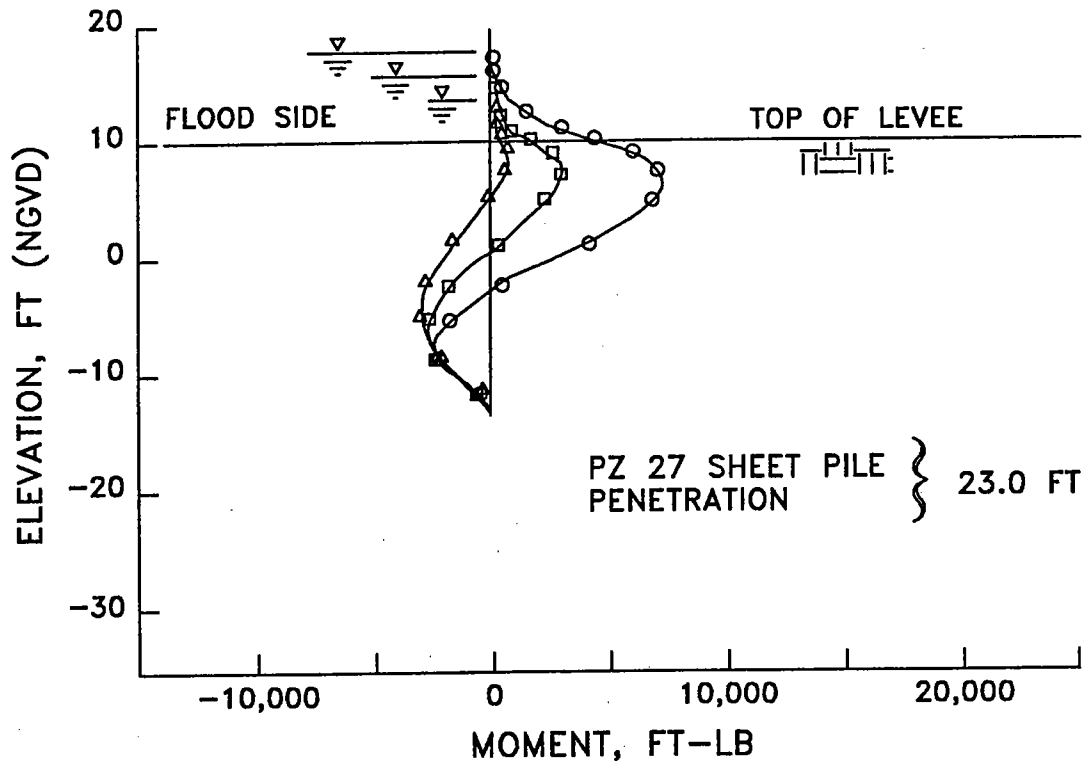 20
FLOOD SIDE
TOP OF LEVEE
10
0
-10
-20
-30
ELEVATION, FT (NGVD)
PZ 27 SHEET PILE
PENETRATION
23.0 FT
-10,000
0
10,000
20,000
MOMENT, FT-LB